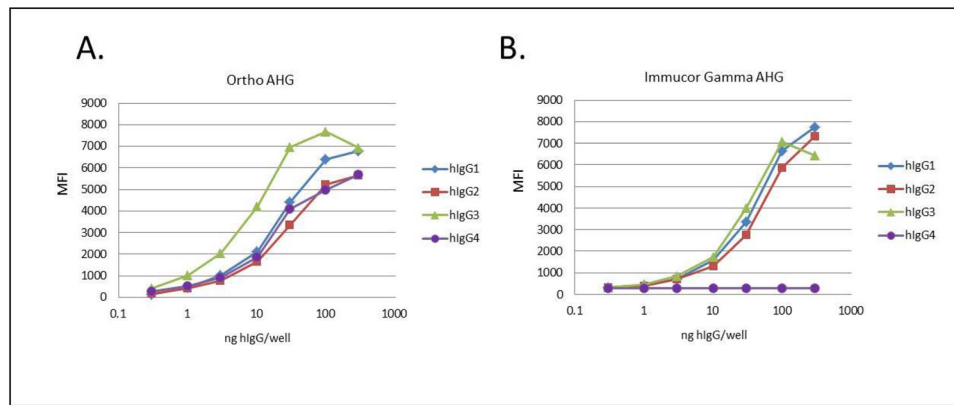 A.
Ortho AHG
9000
8000
7000
6000
5000
4000
3000
2000
1000
0
MFI
0.1 1 10 100 1000
ng hIgG/well
hIgG1
hIgG2
hIgG3
hIgG4
B.
Immucor Gamma AHG
9000
8000
7000
6000
5000
4000
3000
2000
1000
0
MFI
0.1 1 10 100 1000
ng hIgG/well
hIgG1
hIgG2
hIgG3
hIgG4